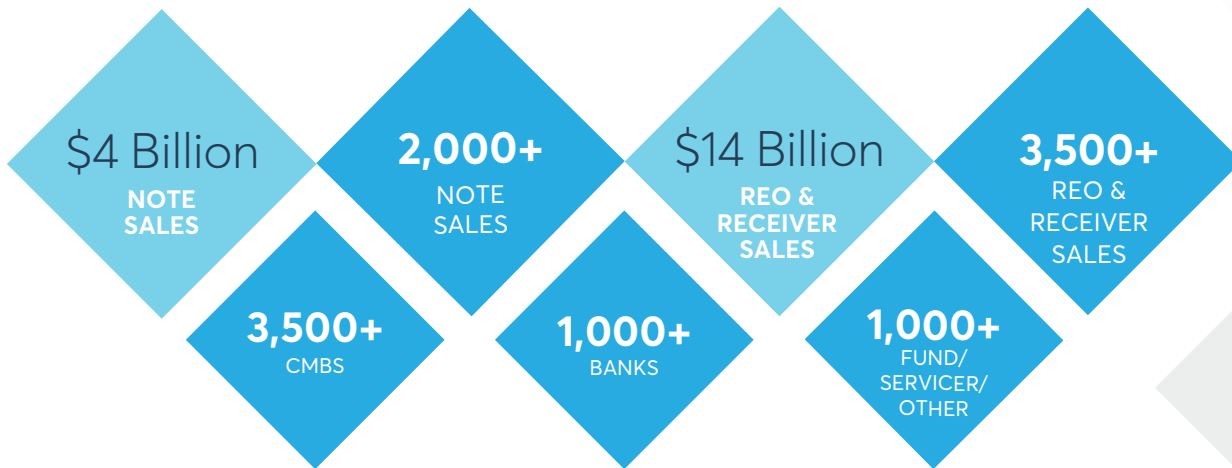 $4 Billion
NOTE
SALES
2,000+
NOTE
SALES
$14 Billion
REO &
RECEIVER
SALES
3,500+
REO &
RECEIVER
SALES
3,500+
CMBS
1,000+
BANKS
1,000+
FUND/
SERVICER/
OTHER